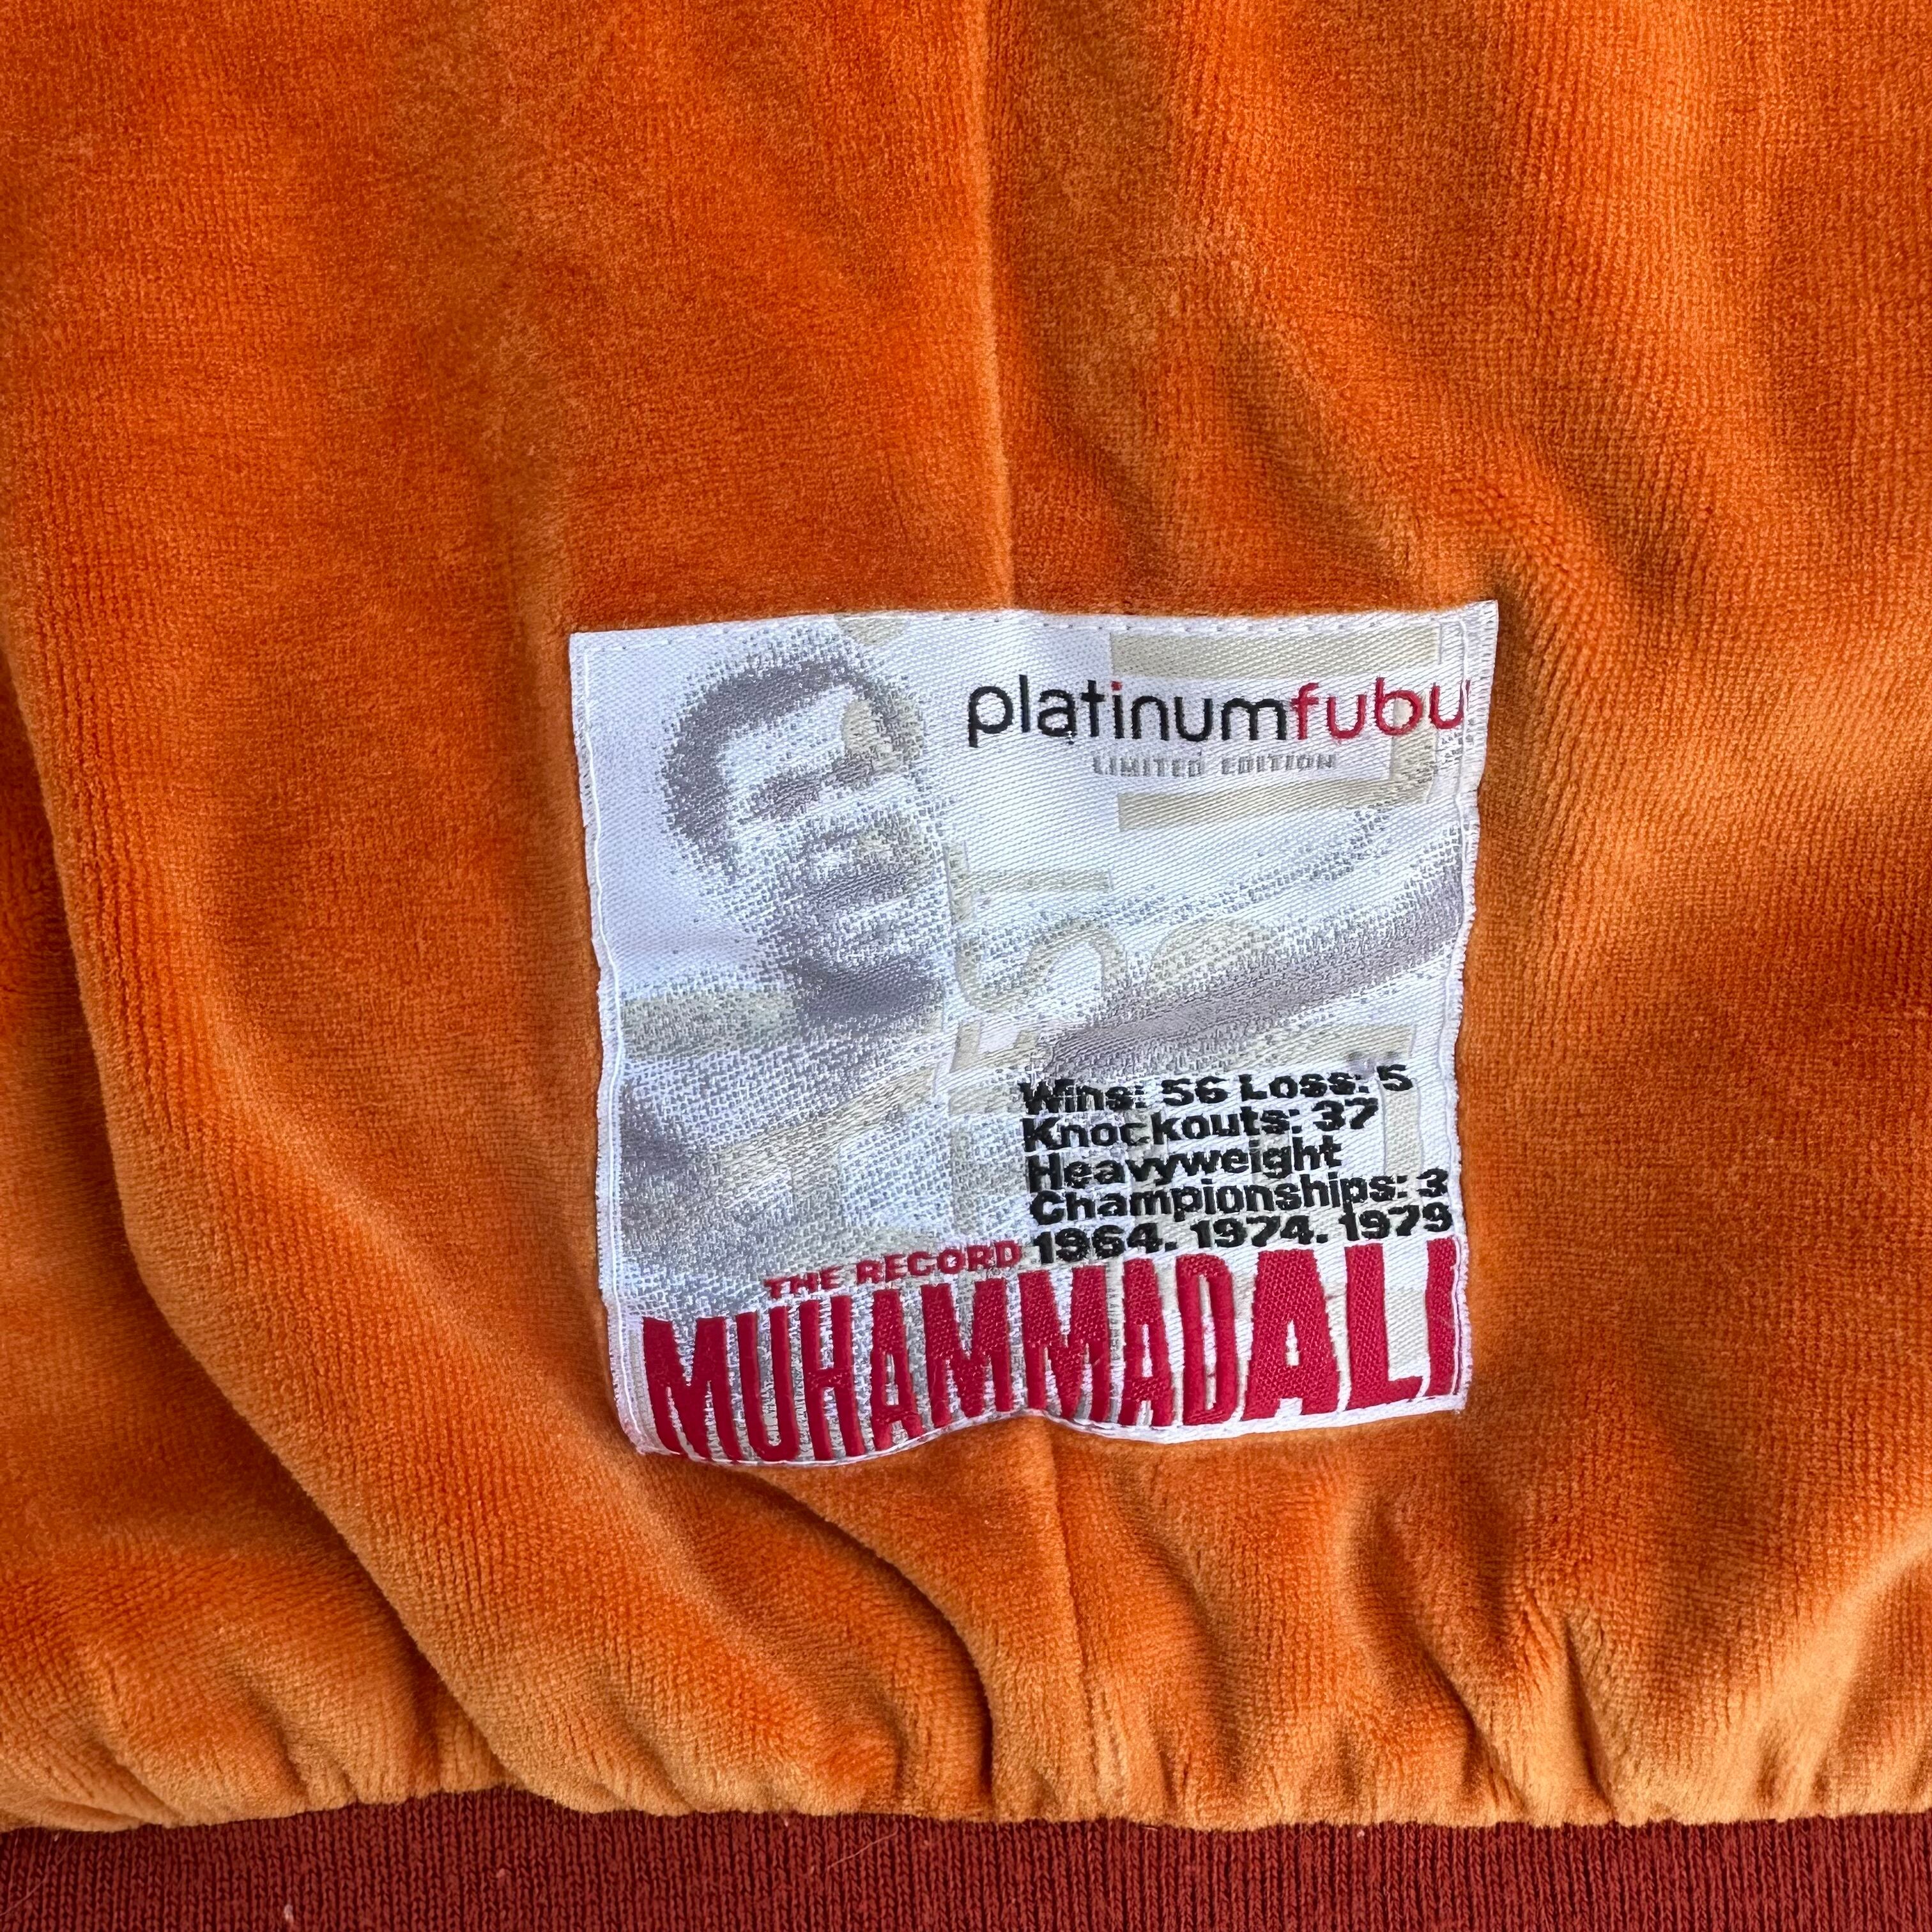 platinumfubu
LIMITED EDITION
Wins: 56 Loss: 5
Knockouts: 37
Heavyweight
Championships: 3
1964. 1974. 1979
THE RECORD
MUHAMMADALI